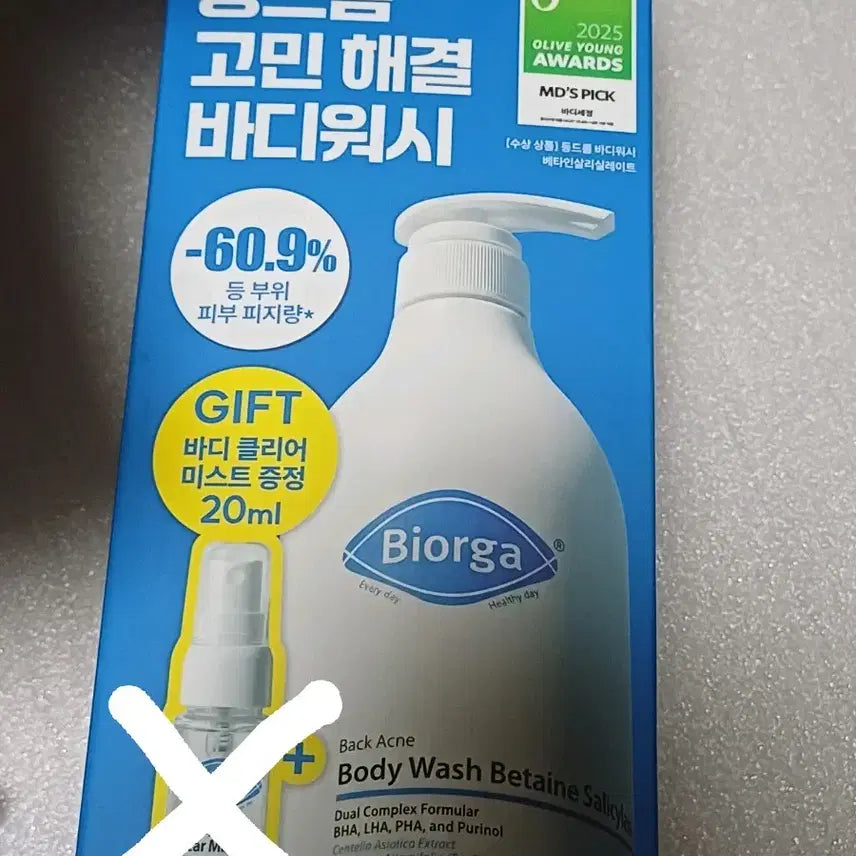 고민 해결
바디워시
2025
OLIVE YOUNG
AWARDS
MD'S PICK
바디세정
[수상 상품] 등드름 바디워시
베타인살리실레이트
-60.9%
등 부위
피부 피지량*
GIFT
바디 클리어
미스트 증정
20ml
Biorga®
Every day
Healthy day
+
Back Acne
Body Wash Betaine Salicylate
Dual Complex Formular
BHA, LHA, PHA, and Purinol
Centella Asiatica Extract